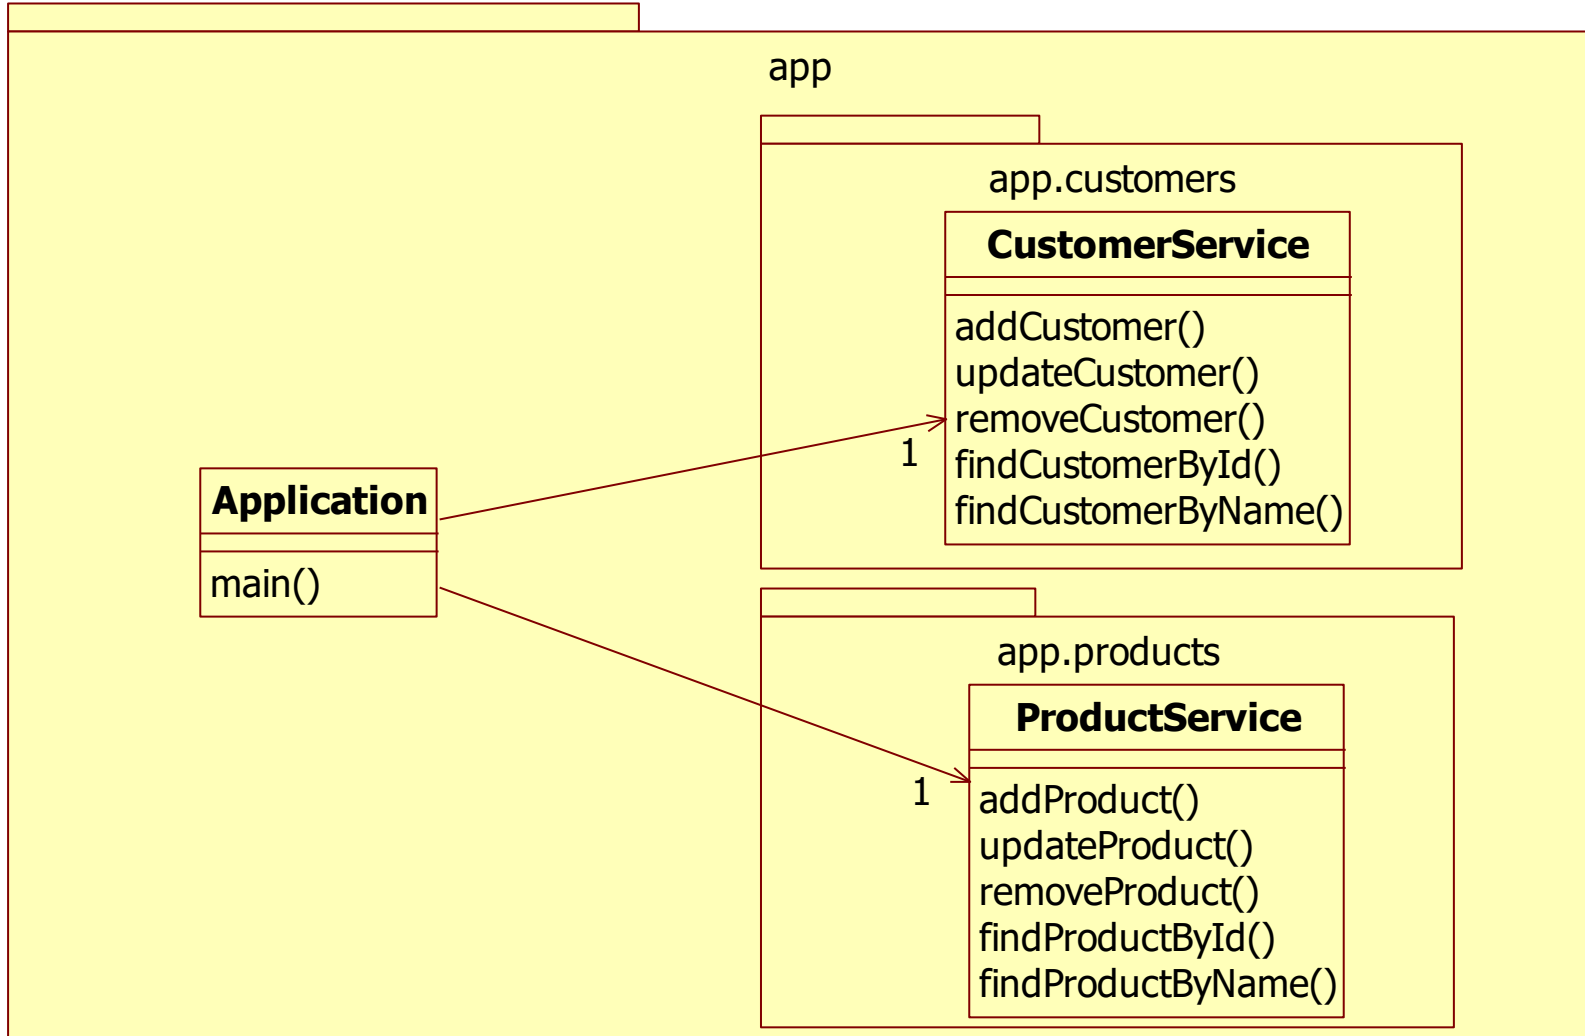 app
app.customers
CustomerService
addCustomer()
updateCustomer()
removeCustomer()
findCustomerById()
findCustomerByName()
1
Application
main()
app.products
ProductService
addProduct()
updateProduct()
removeProduct()
findProductById()
findProductByName()
1